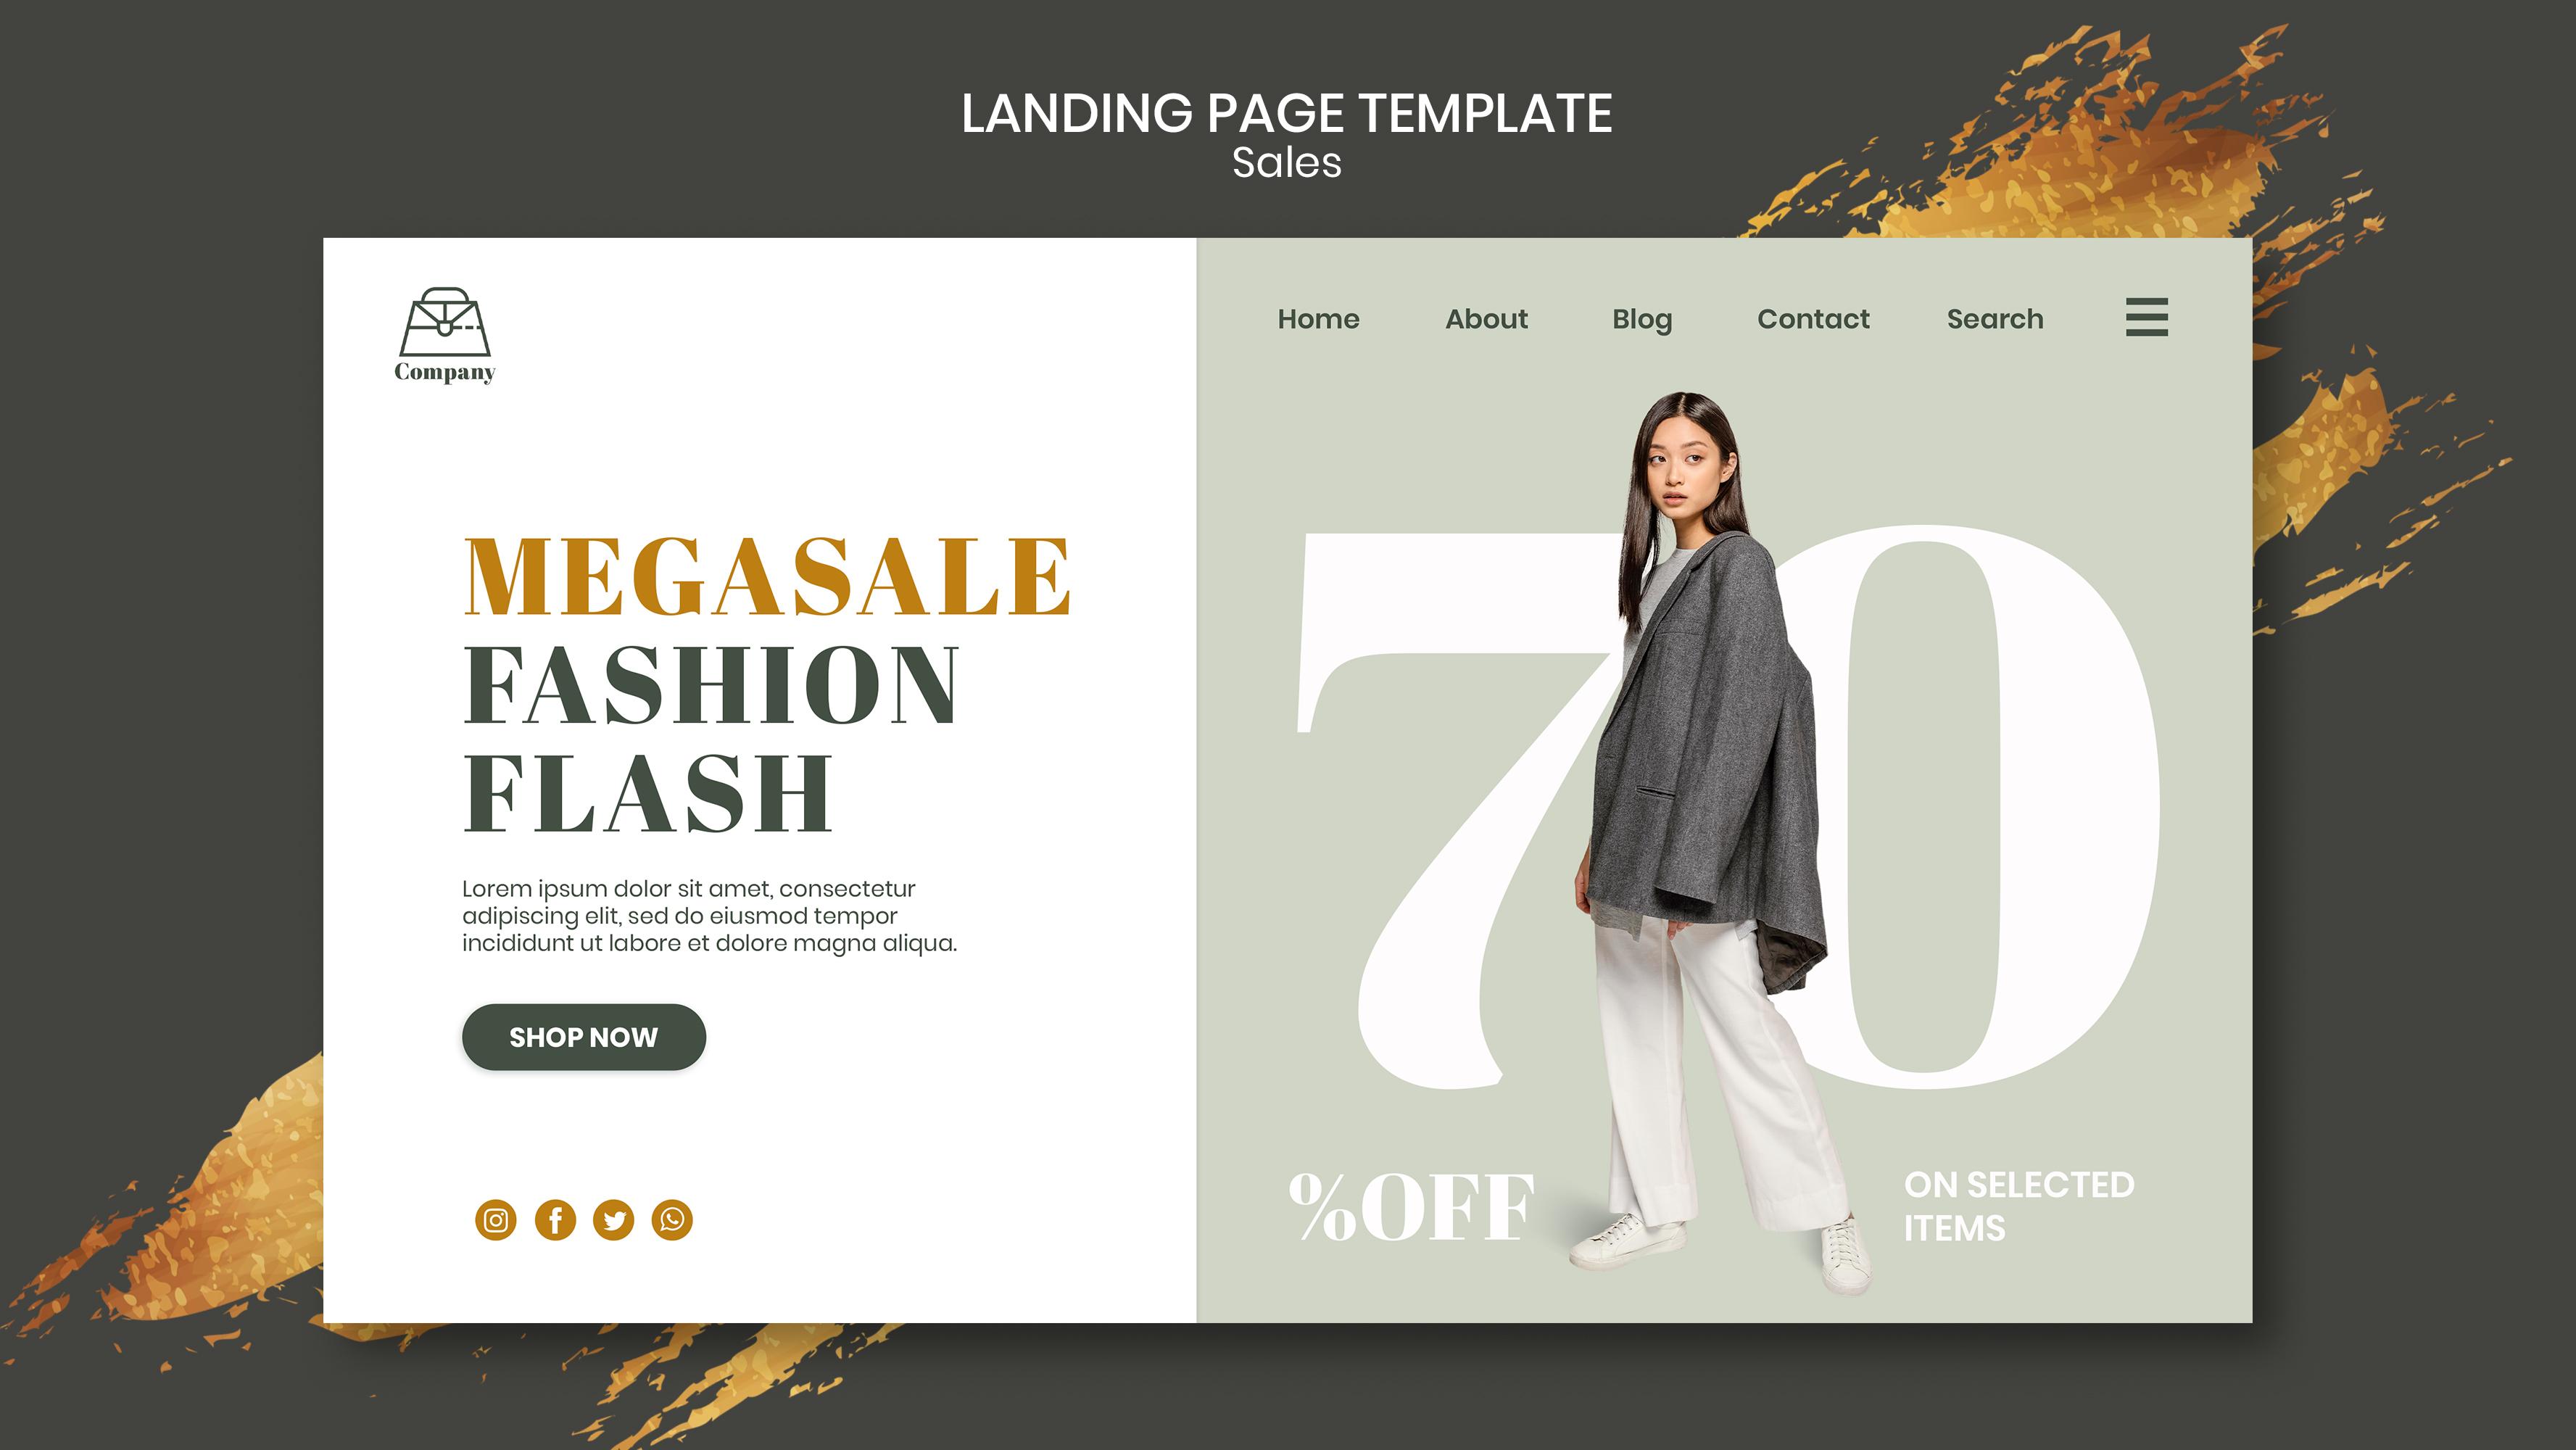 LANDING PAGE TEMPLATE
Sales
Company
Home About Blog Contact Search
MEGASALE
FASHION
FLASH
Lorem ipsum dolor sit amet, consectetur
adipiscing elit, sed do eiusmod tempor
incididunt ut labore et dolore magna aliqua.
SHOP NOW
70
%OFF
ON SELECTED
ITEMS